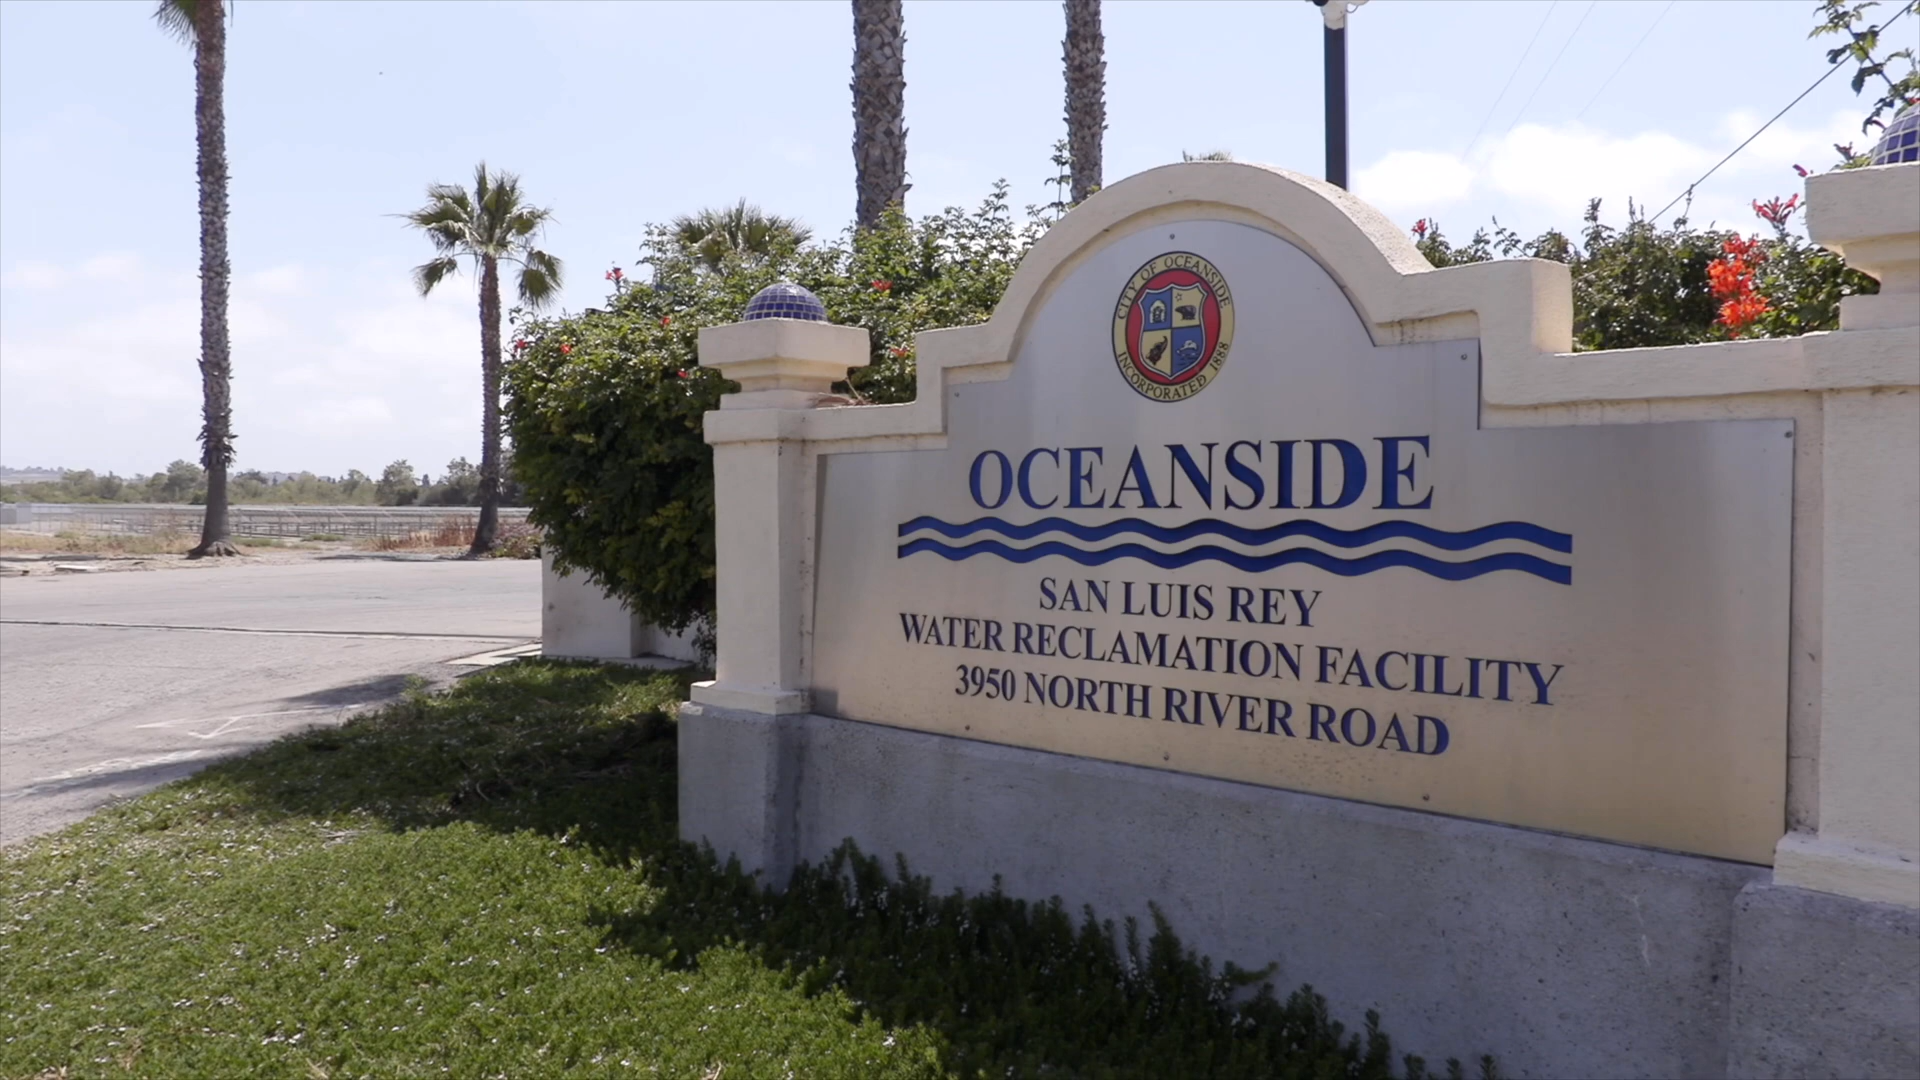 CITY OF OCEANSIDE
INCORPORATED 1888
OCEANSIDE
SAN LUIS REY
WATER RECLAMATION FACILITY
3950 NORTH RIVER ROAD